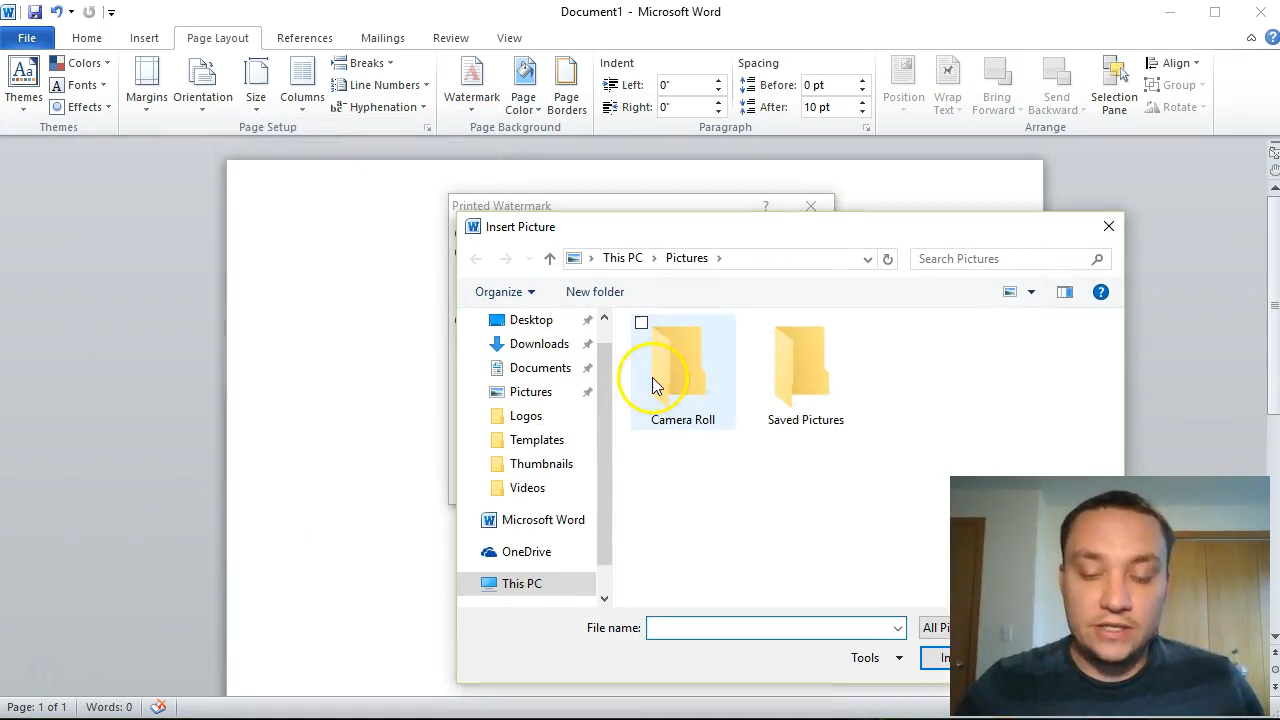 Document1 - Microsoft Word
File Home Insert Page Layout References Mailings Review View
Themes
Colors
Fonts
Effects
Themes
Margins
Orientation
Size
Columns
Breaks
Line Numbers
Hyphenation
Page Setup
Watermark
Page Color
Page Borders
Page Background
Indent
Left: 0"
Right: 0"
Spacing
Before: 0 pt
After: 10 pt
Paragraph
Position
Wrap Text
Bring Forward
Send Backward
Selection Pane
Align
Group
Rotate
Arrange
Printed Watermark ?
Insert Picture
This PC Pictures
Search Pictures
Organize New folder
Desktop
Downloads
Documents
Pictures
Logos
Templates
Thumbnails
Videos
Microsoft Word
OneDrive
This PC
Camera Roll
Saved Pictures
File name:
All Pi
Tools
In
Page: 1 of 1 Words: 0